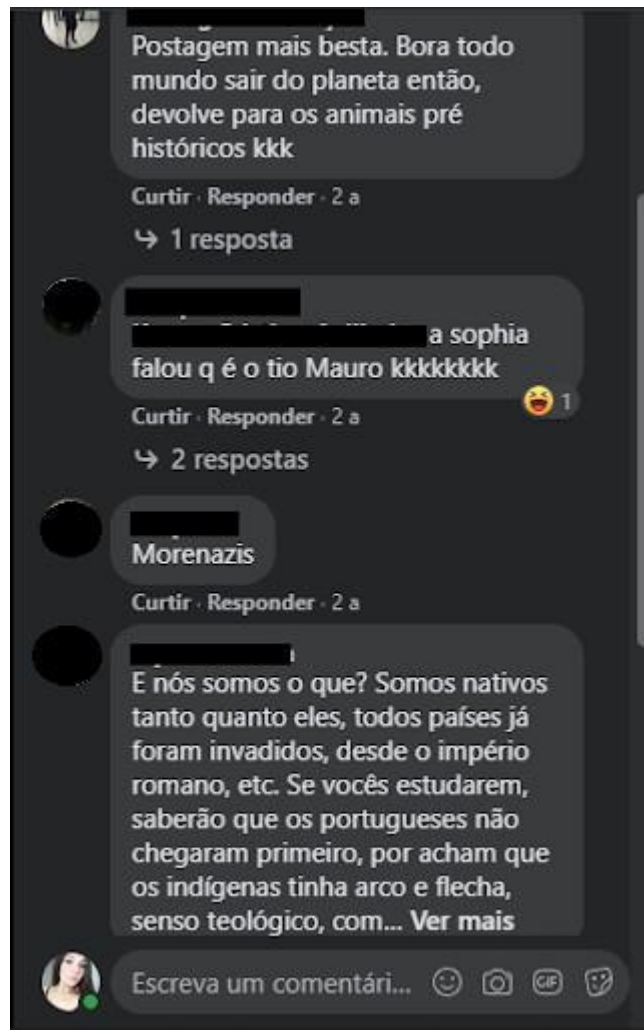 Postagem mais besta. Bora todo
mundo sair do planeta então,
devolve para os animais pré
históricos kkk
Curtir · Responder · 2 a
1 resposta
a sophia
falou q é o tio Mauro kkkkkkkk
1
Curtir · Responder · 2 a
2 respostas
Morenazis
Curtir · Responder · 2 a
E nós somos o que? Somos nativos
tanto quanto eles, todos países já
foram invadidos, desde o império
romano, etc. Se vocês estudarem,
saberão que os portugueses não
chegaram primeiro, por acham que
os indígenas tinha arco e flecha,
senso teológico, com... Ver mais
Escreva um comentári... GIF